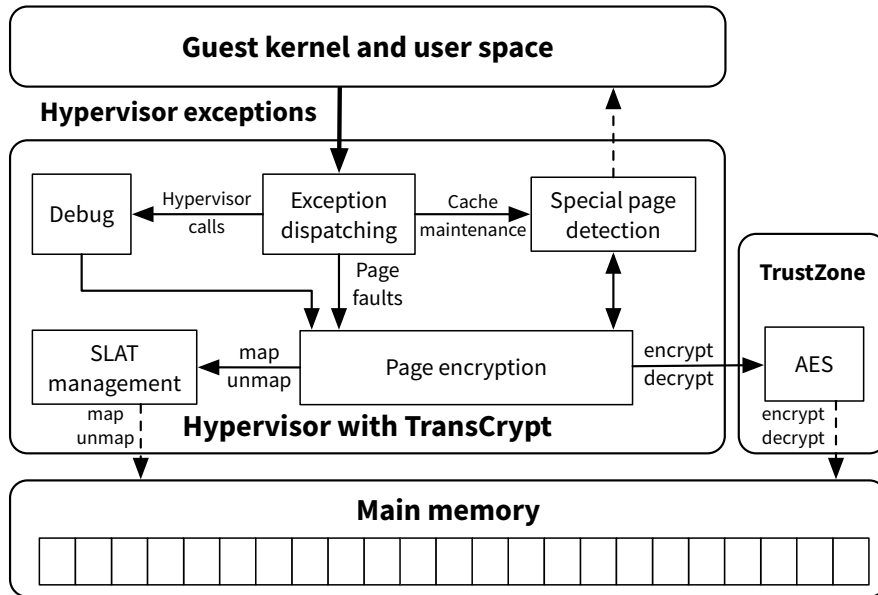 Guest kernel and user space
Hypervisor exceptions
Debug
Hypervisor
calls
Exception
dispatching
Cache
maintenance
Special page
detection
Page
faults
TrustZone
SLAT
management
map
unmap
Page encryption
encrypt
decrypt
AES
map
unmap
encrypt
decrypt
Hypervisor with TransCrypt
Main memory